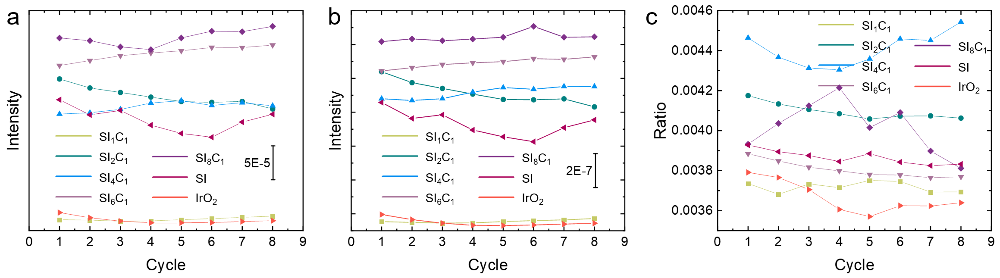 a
Intensity
SI₁C₁
SI₂C₁
SI₄C₁
SI₆C₁
SI₈C₁
SI
IrO₂
5E-5
0 1 2 3 4 5 6 7 8 9
Cycle
b
Intensity
SI₁C₁
SI₂C₁
SI₄C₁
SI₆C₁
SI₈C₁
SI
IrO₂
2E-7
0 1 2 3 4 5 6 7 8 9
Cycle
c
Ratio
0.0046
0.0044
0.0042
0.0040
0.0038
0.0036
SI₁C₁
SI₂C₁
SI₄C₁
SI₆C₁
SI₈C₁
SI
IrO₂
0 1 2 3 4 5 6 7 8 9
Cycle